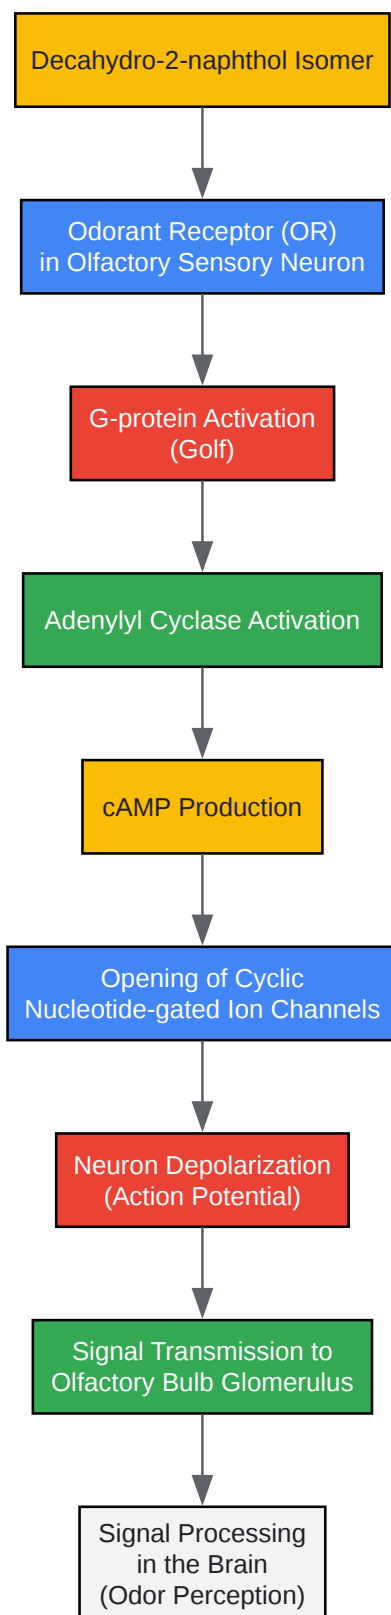 Decahydro-2-naphthol Isomer
Odorant Receptor (OR)
in Olfactory Sensory Neuron
G-protein Activation
(Golf)
Adenylyl Cyclase Activation
cAMP Production
Opening of Cyclic
Nucleotide-gated Ion Channels
Neuron Depolarization
(Action Potential)
Signal Transmission to
Olfactory Bulb Glomerulus
Signal Processing
in the Brain
(Odor Perception)